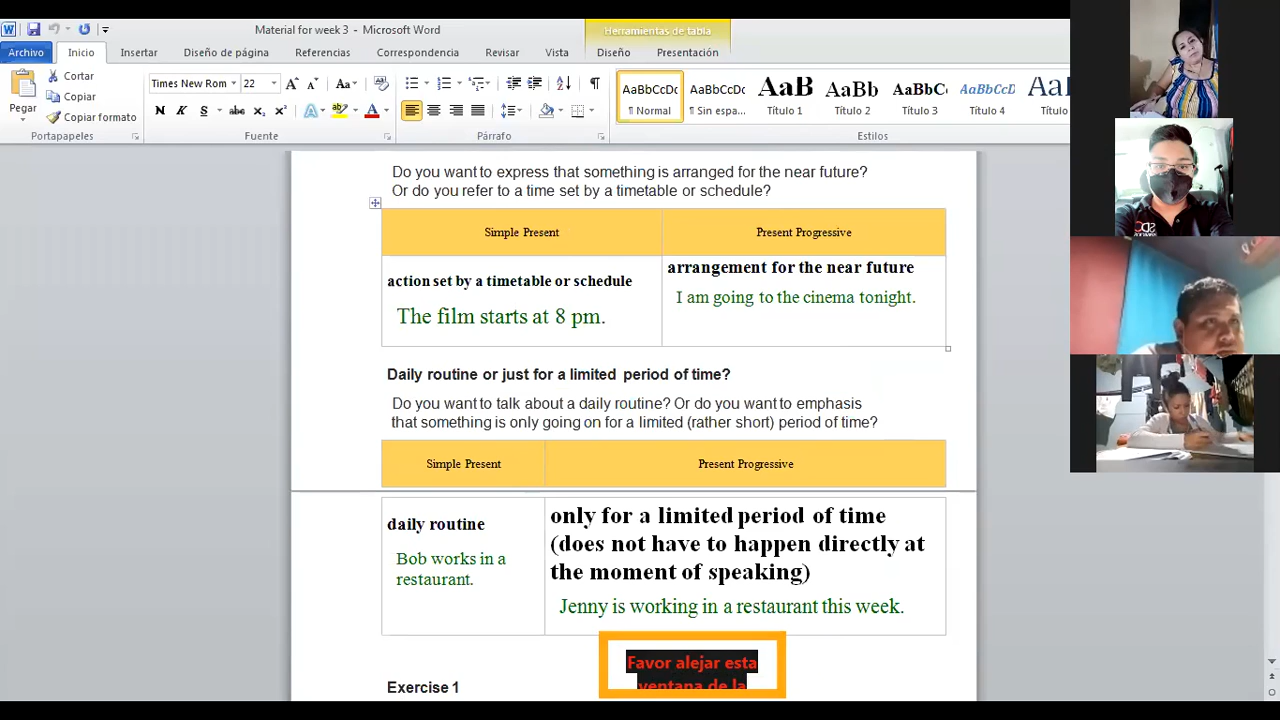 Material for week 3 - Microsoft Word
Herramientas de tabla
Archivo Inicio Insertar Diseño de página Referencias Correspondencia Revisar Vista Diseño Presentación
Pegar
Cortar
Copiar
Copiar formato
Times New Rom 22
N K S abc x₂ x²
AaBbCcDc AaBbCcDc AaB AaBb AaBbC AaBbCcD AaB
¶ Normal ¶ Sin espa... Título 1 Título 2 Título 3 Título 4 Título
Portapapeles Fuente Párrafo Estilos
Do you want to express that something is arranged for the near future?
Or do you refer to a time set by a timetable or schedule?
Simple Present Present Progressive
action set by a timetable or schedule
The film starts at 8 pm.
arrangement for the near future
I am going to the cinema tonight.
Daily routine or just for a limited period of time?
Do you want to talk about a daily routine? Or do you want to emphasis
that something is only going on for a limited (rather short) period of time?
Simple Present Present Progressive
daily routine
Bob works in a
restaurant.
only for a limited period of time
(does not have to happen directly at
the moment of speaking)
Jenny is working in a restaurant this week.
Favor alejar esta
ventana de la
Exercise 1
SDC